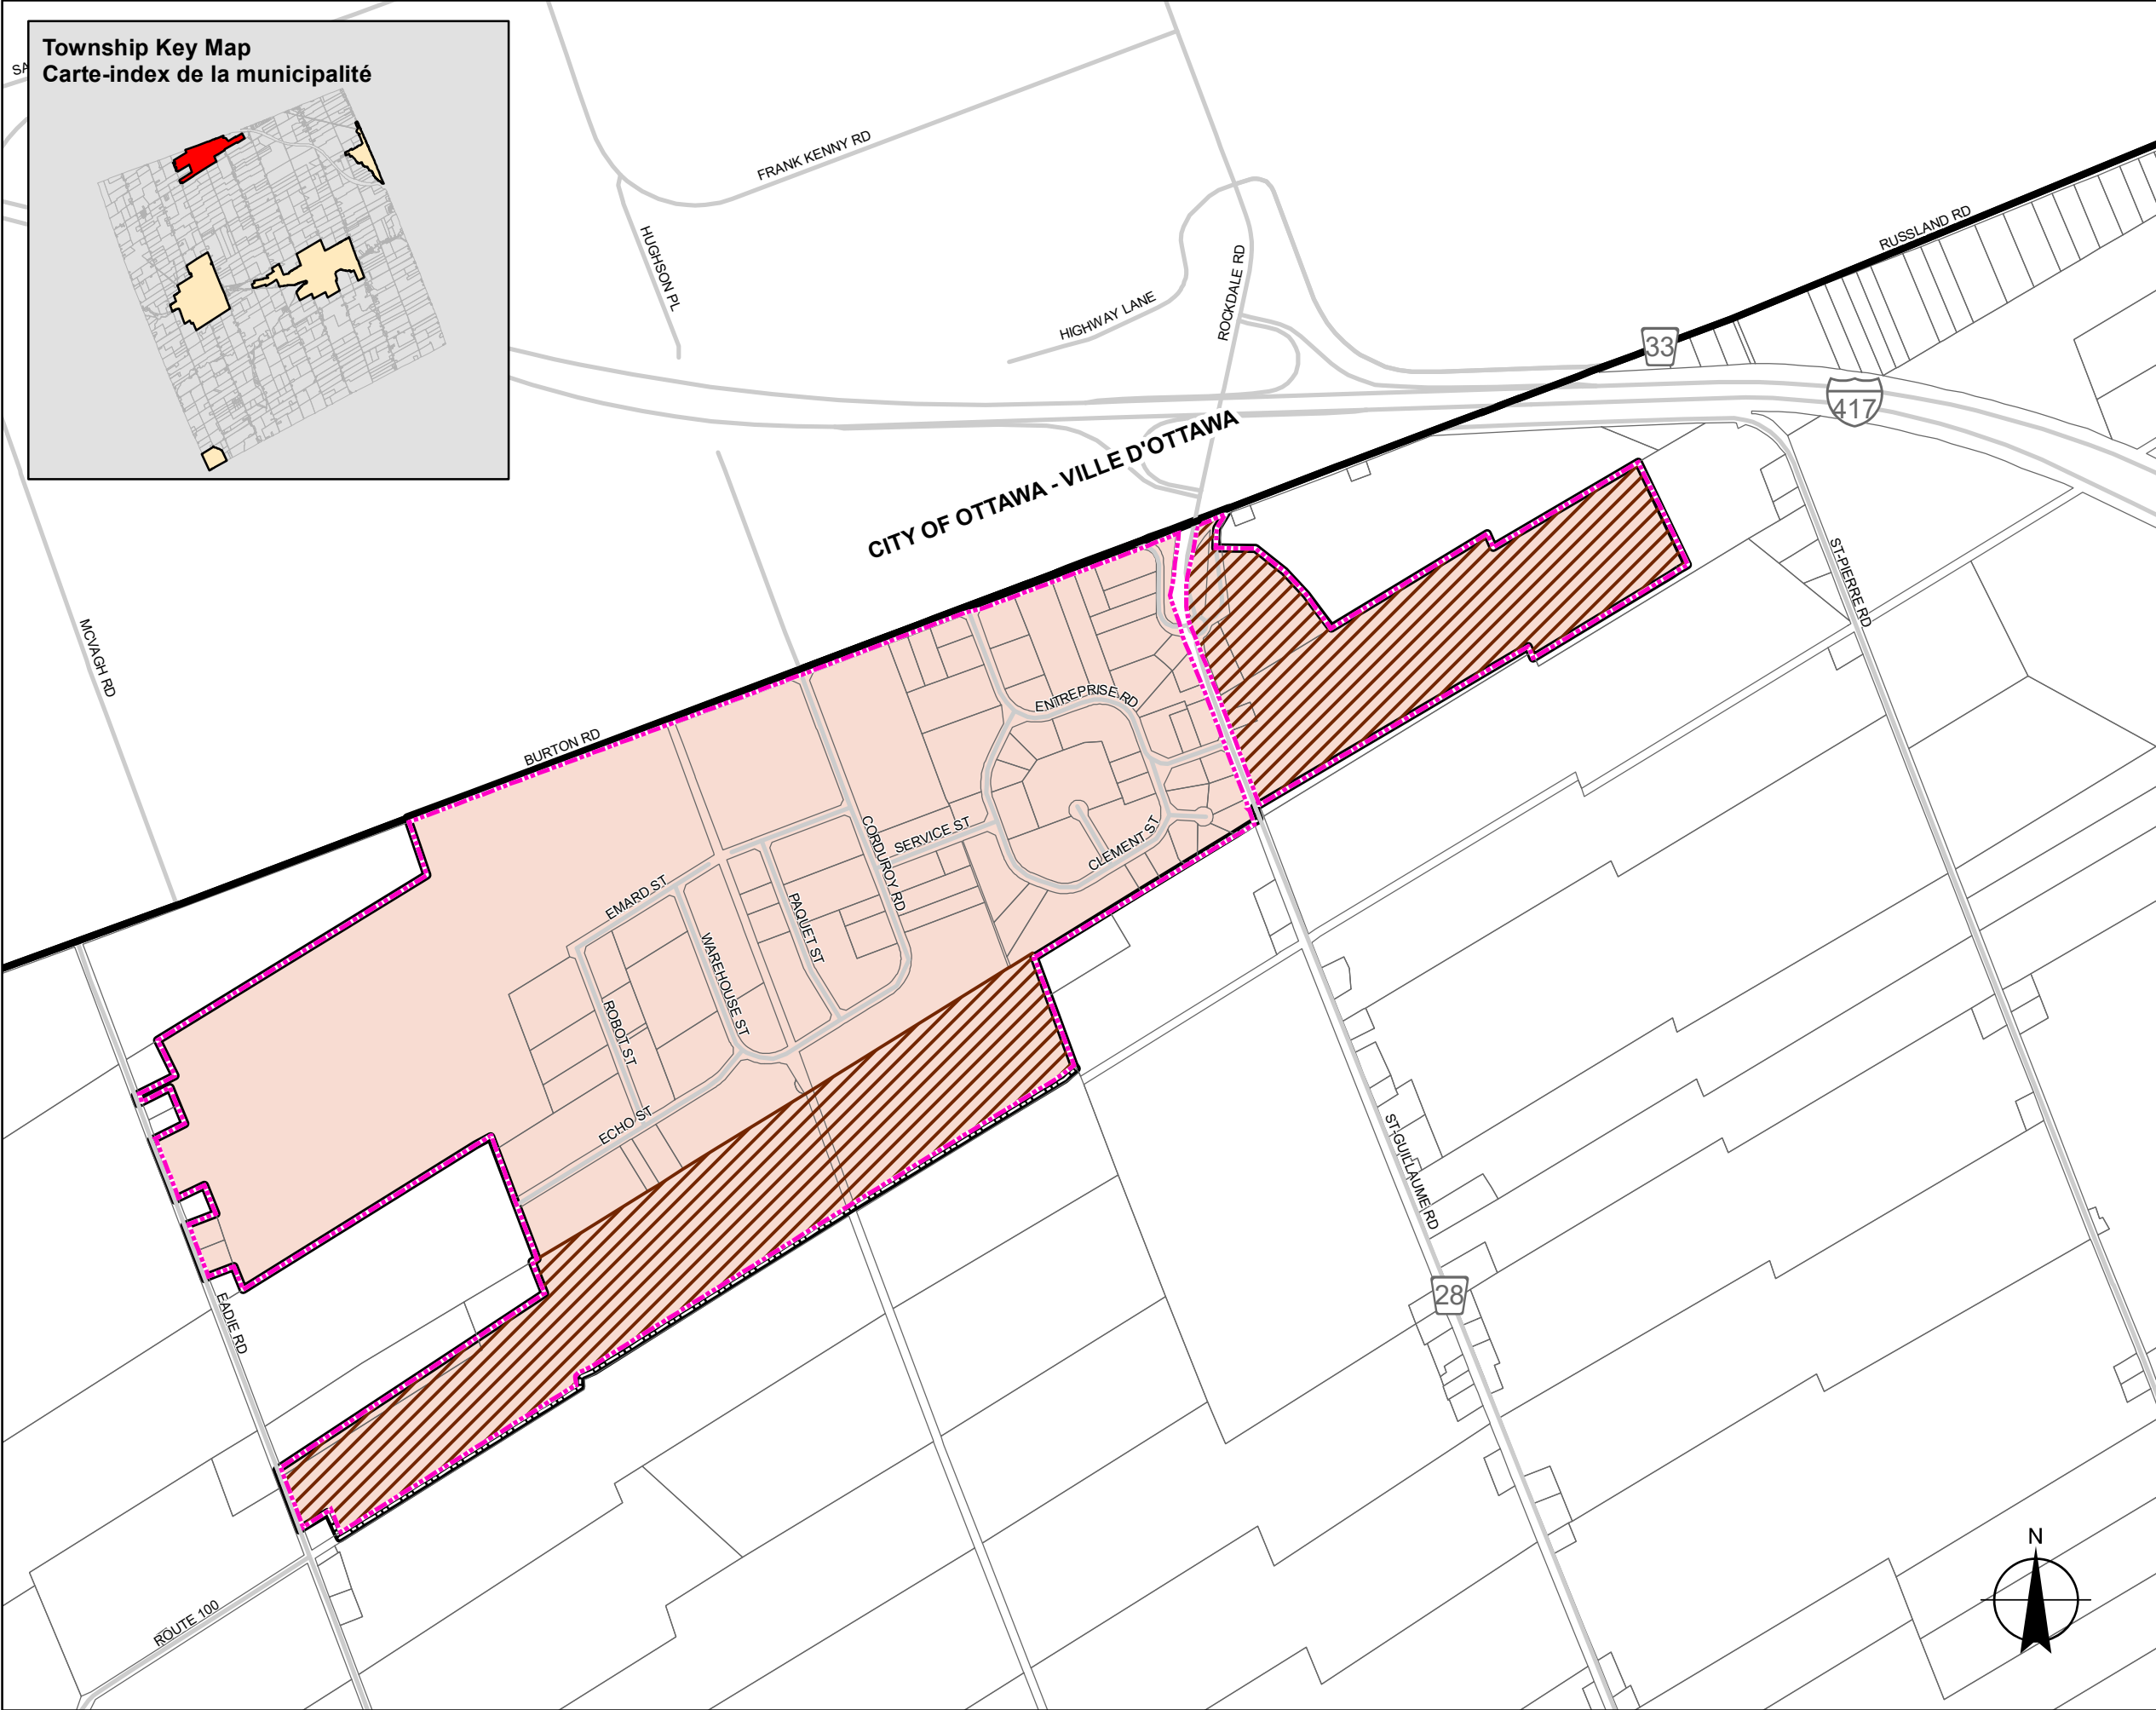 Township Key Map
Carte-index de la municipalité
SA
FRANK KENNY RD
HUGHSON PL
HIGHWAY LANE
ROCKDALE RD
RUSSLAND RD
33
417
CITY OF OTTAWA - VILLE D'OTTAWA
MCVAGH RD
ST-PIERRE RD
BURTON RD
ENTREPRISE RD
CORDUROY RD
SERVICE ST
CLEMENT ST
EMARD ST
PAQUET ST
WAREHOUSE ST
ROBOT ST
ECHO ST
ST-GUILLAUME RD
EADIE RD
28
ROUTE 100
N